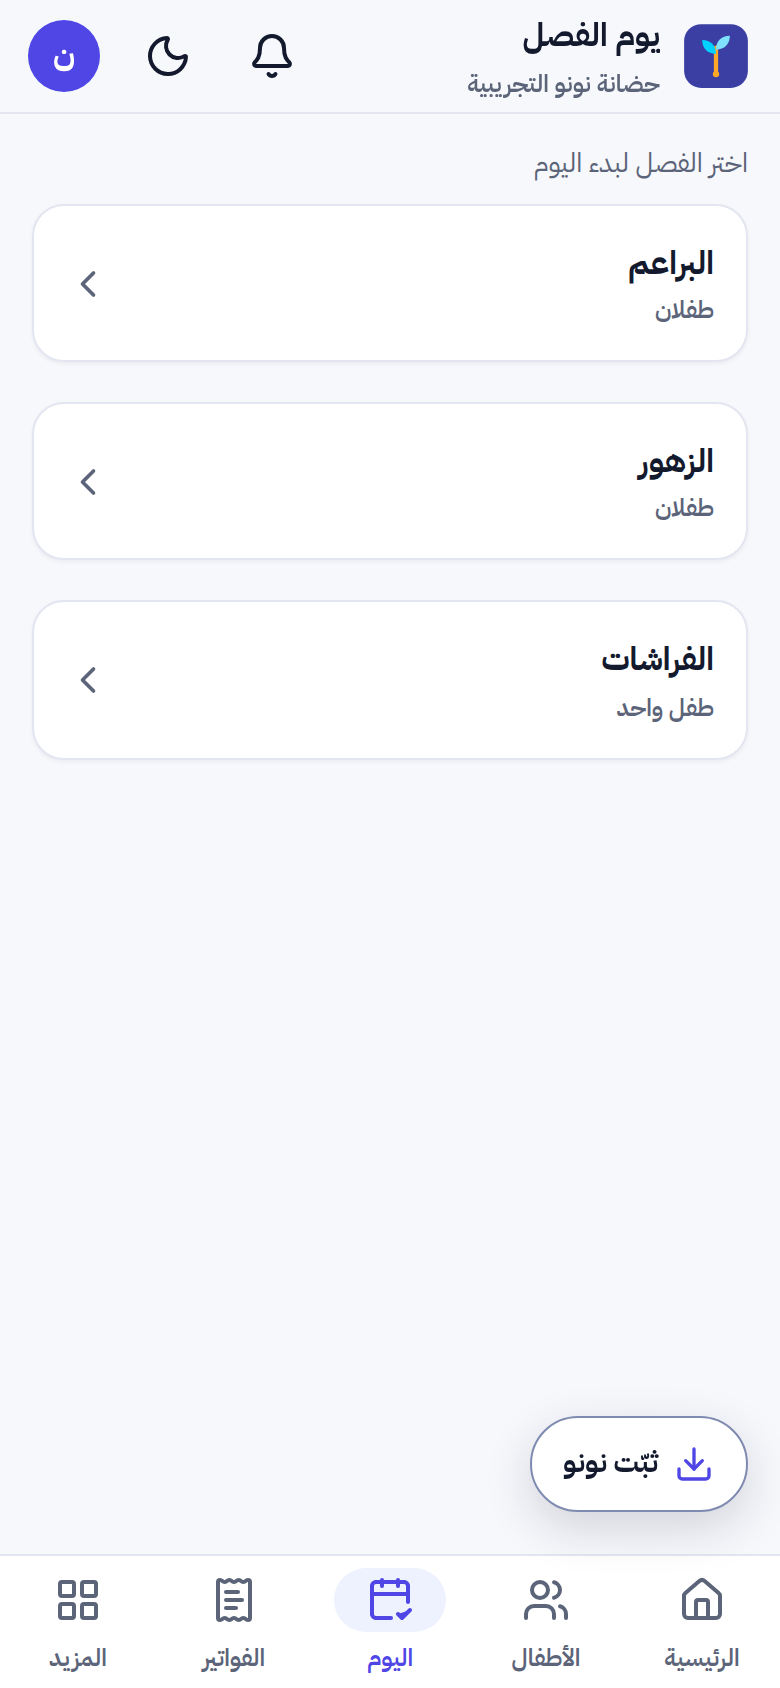 يوم الفصل
حضانة نونو التجريبية
ن
اختر الفصل لبدء اليوم
البراعم
طفلان
الزهور
طفلان
الفراشات
طفل واحد
ثبّت نونو
الرئيسية
الأطفال
اليوم
الفواتير
المزيد